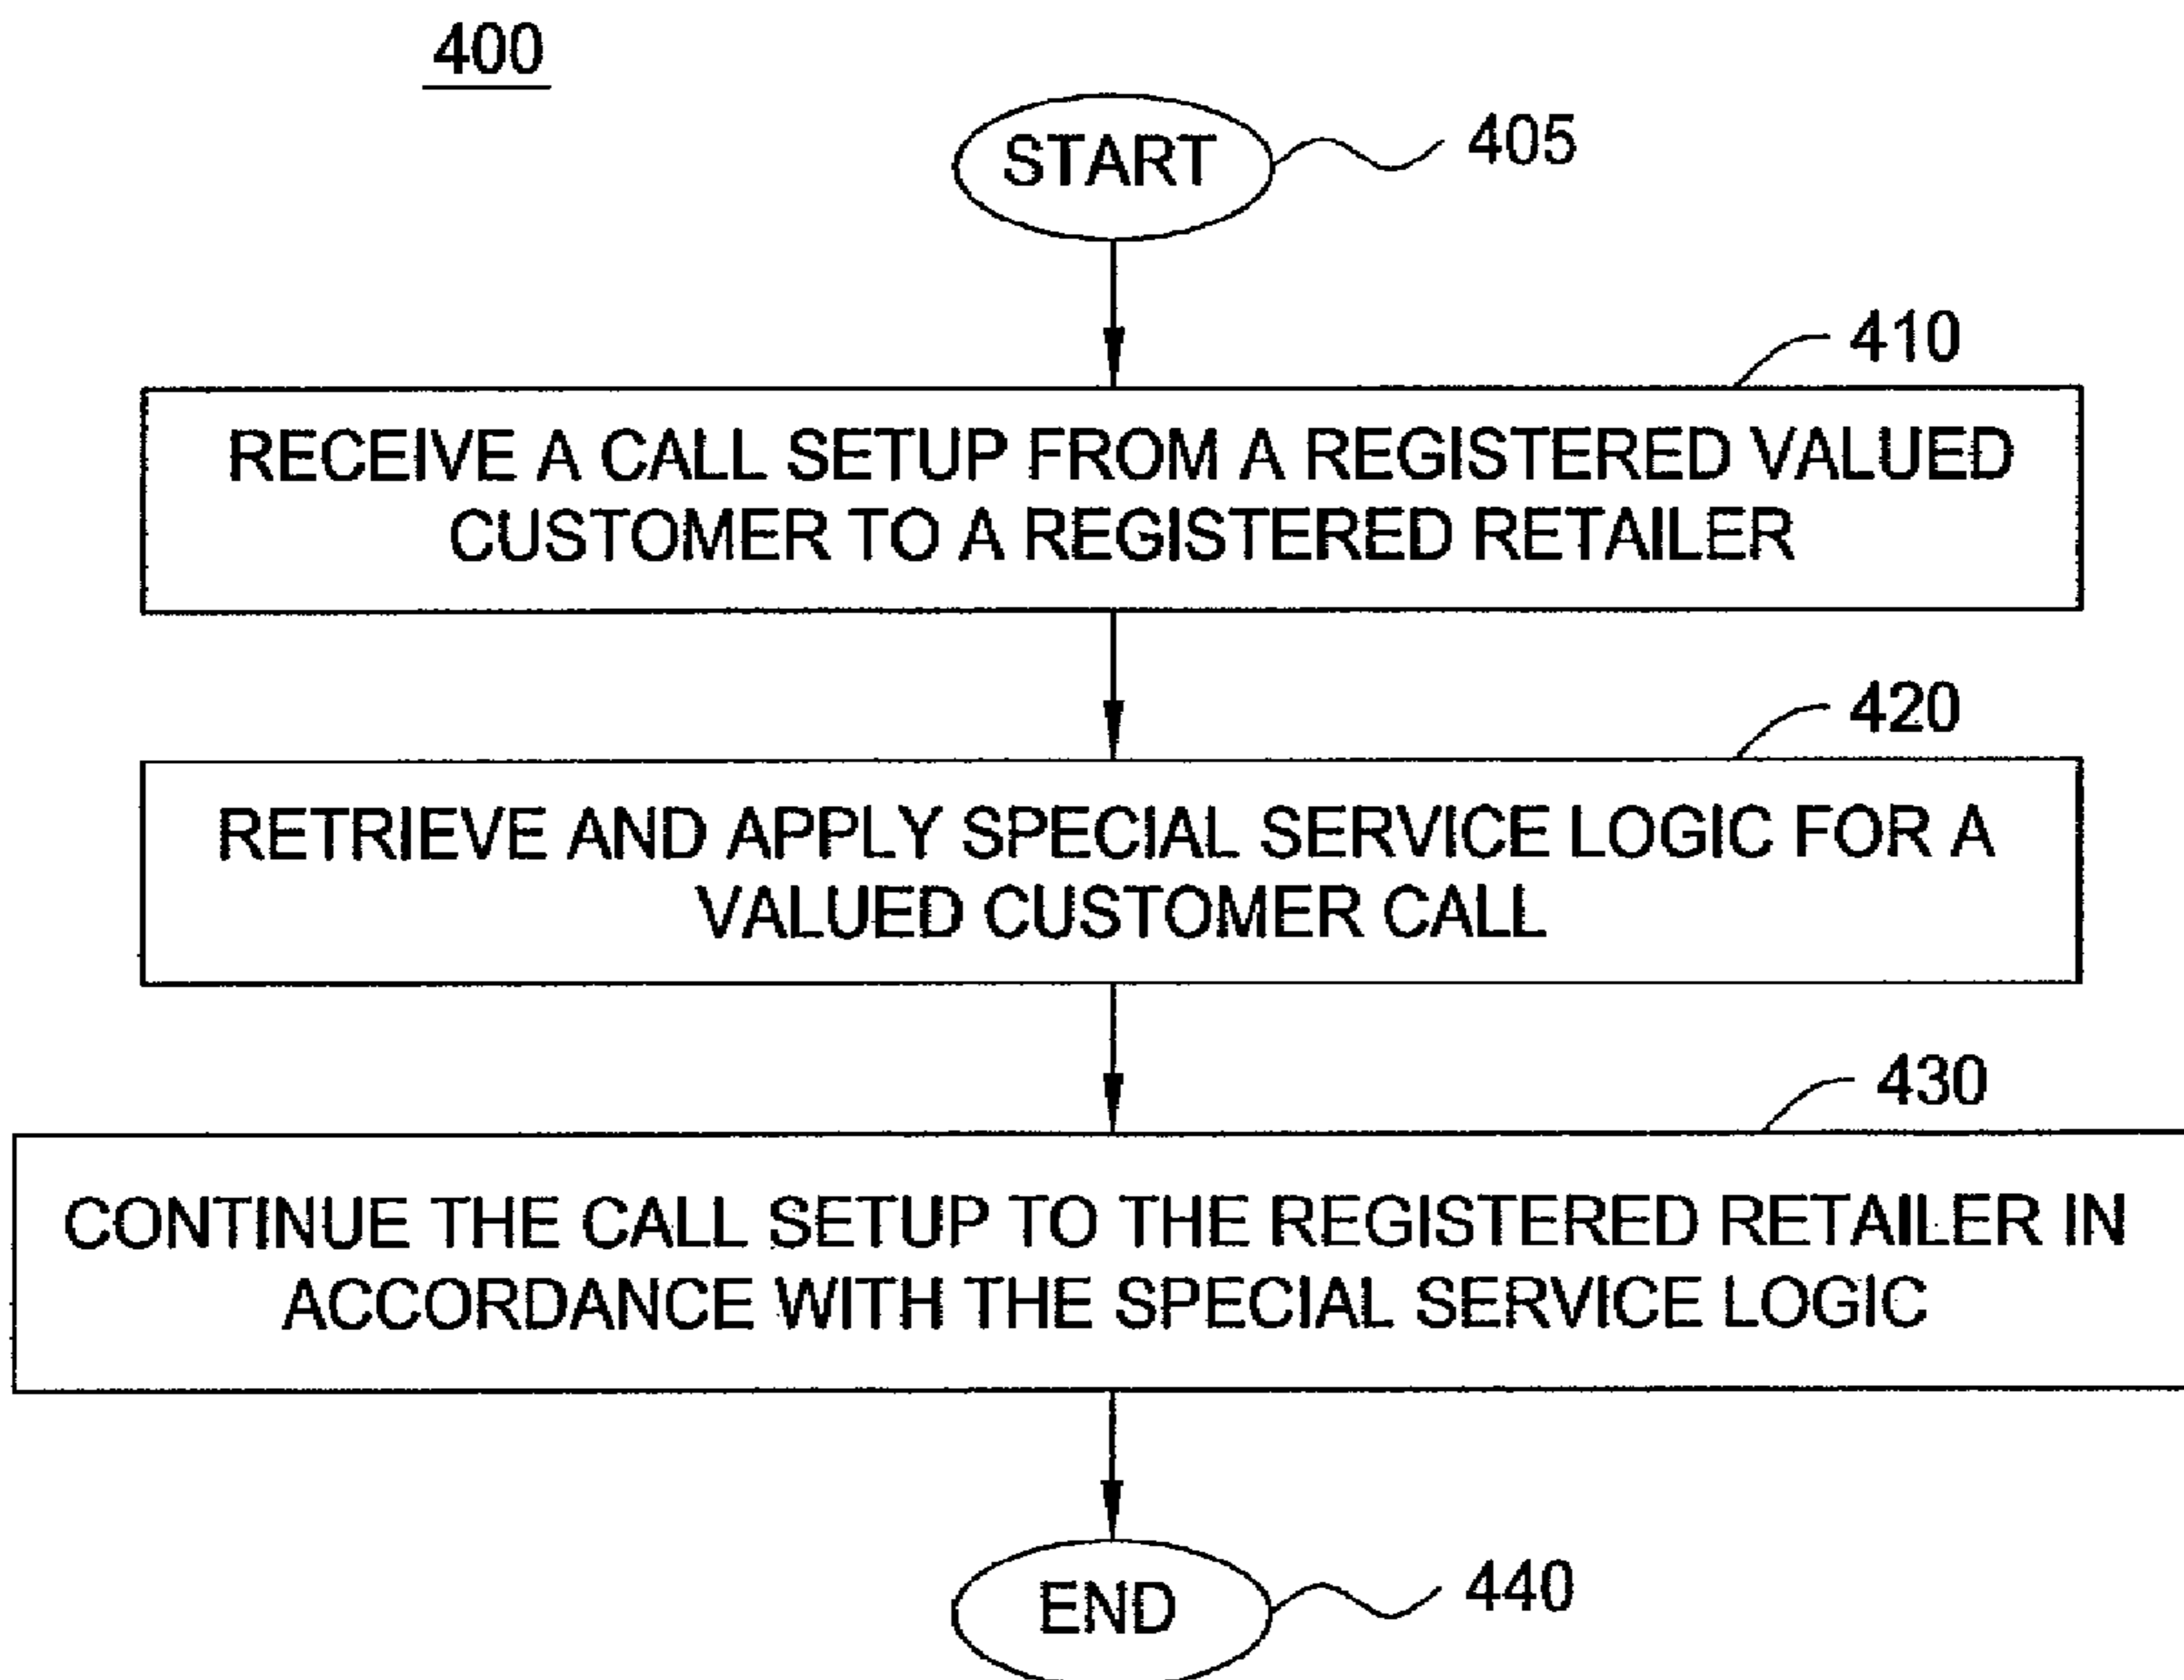 400
START
405
410
RECEIVE A CALL SETUP FROM A REGISTERED VALUED
CUSTOMER TO A REGISTERED RETAILER
420
RETRIEVE AND APPLY SPECIAL SERVICE LOGIC FOR A
VALUED CUSTOMER CALL
430
CONTINUE THE CALL SETUP TO THE REGISTERED RETAILER IN
ACCORDANCE WITH THE SPECIAL SERVICE LOGIC
END
440